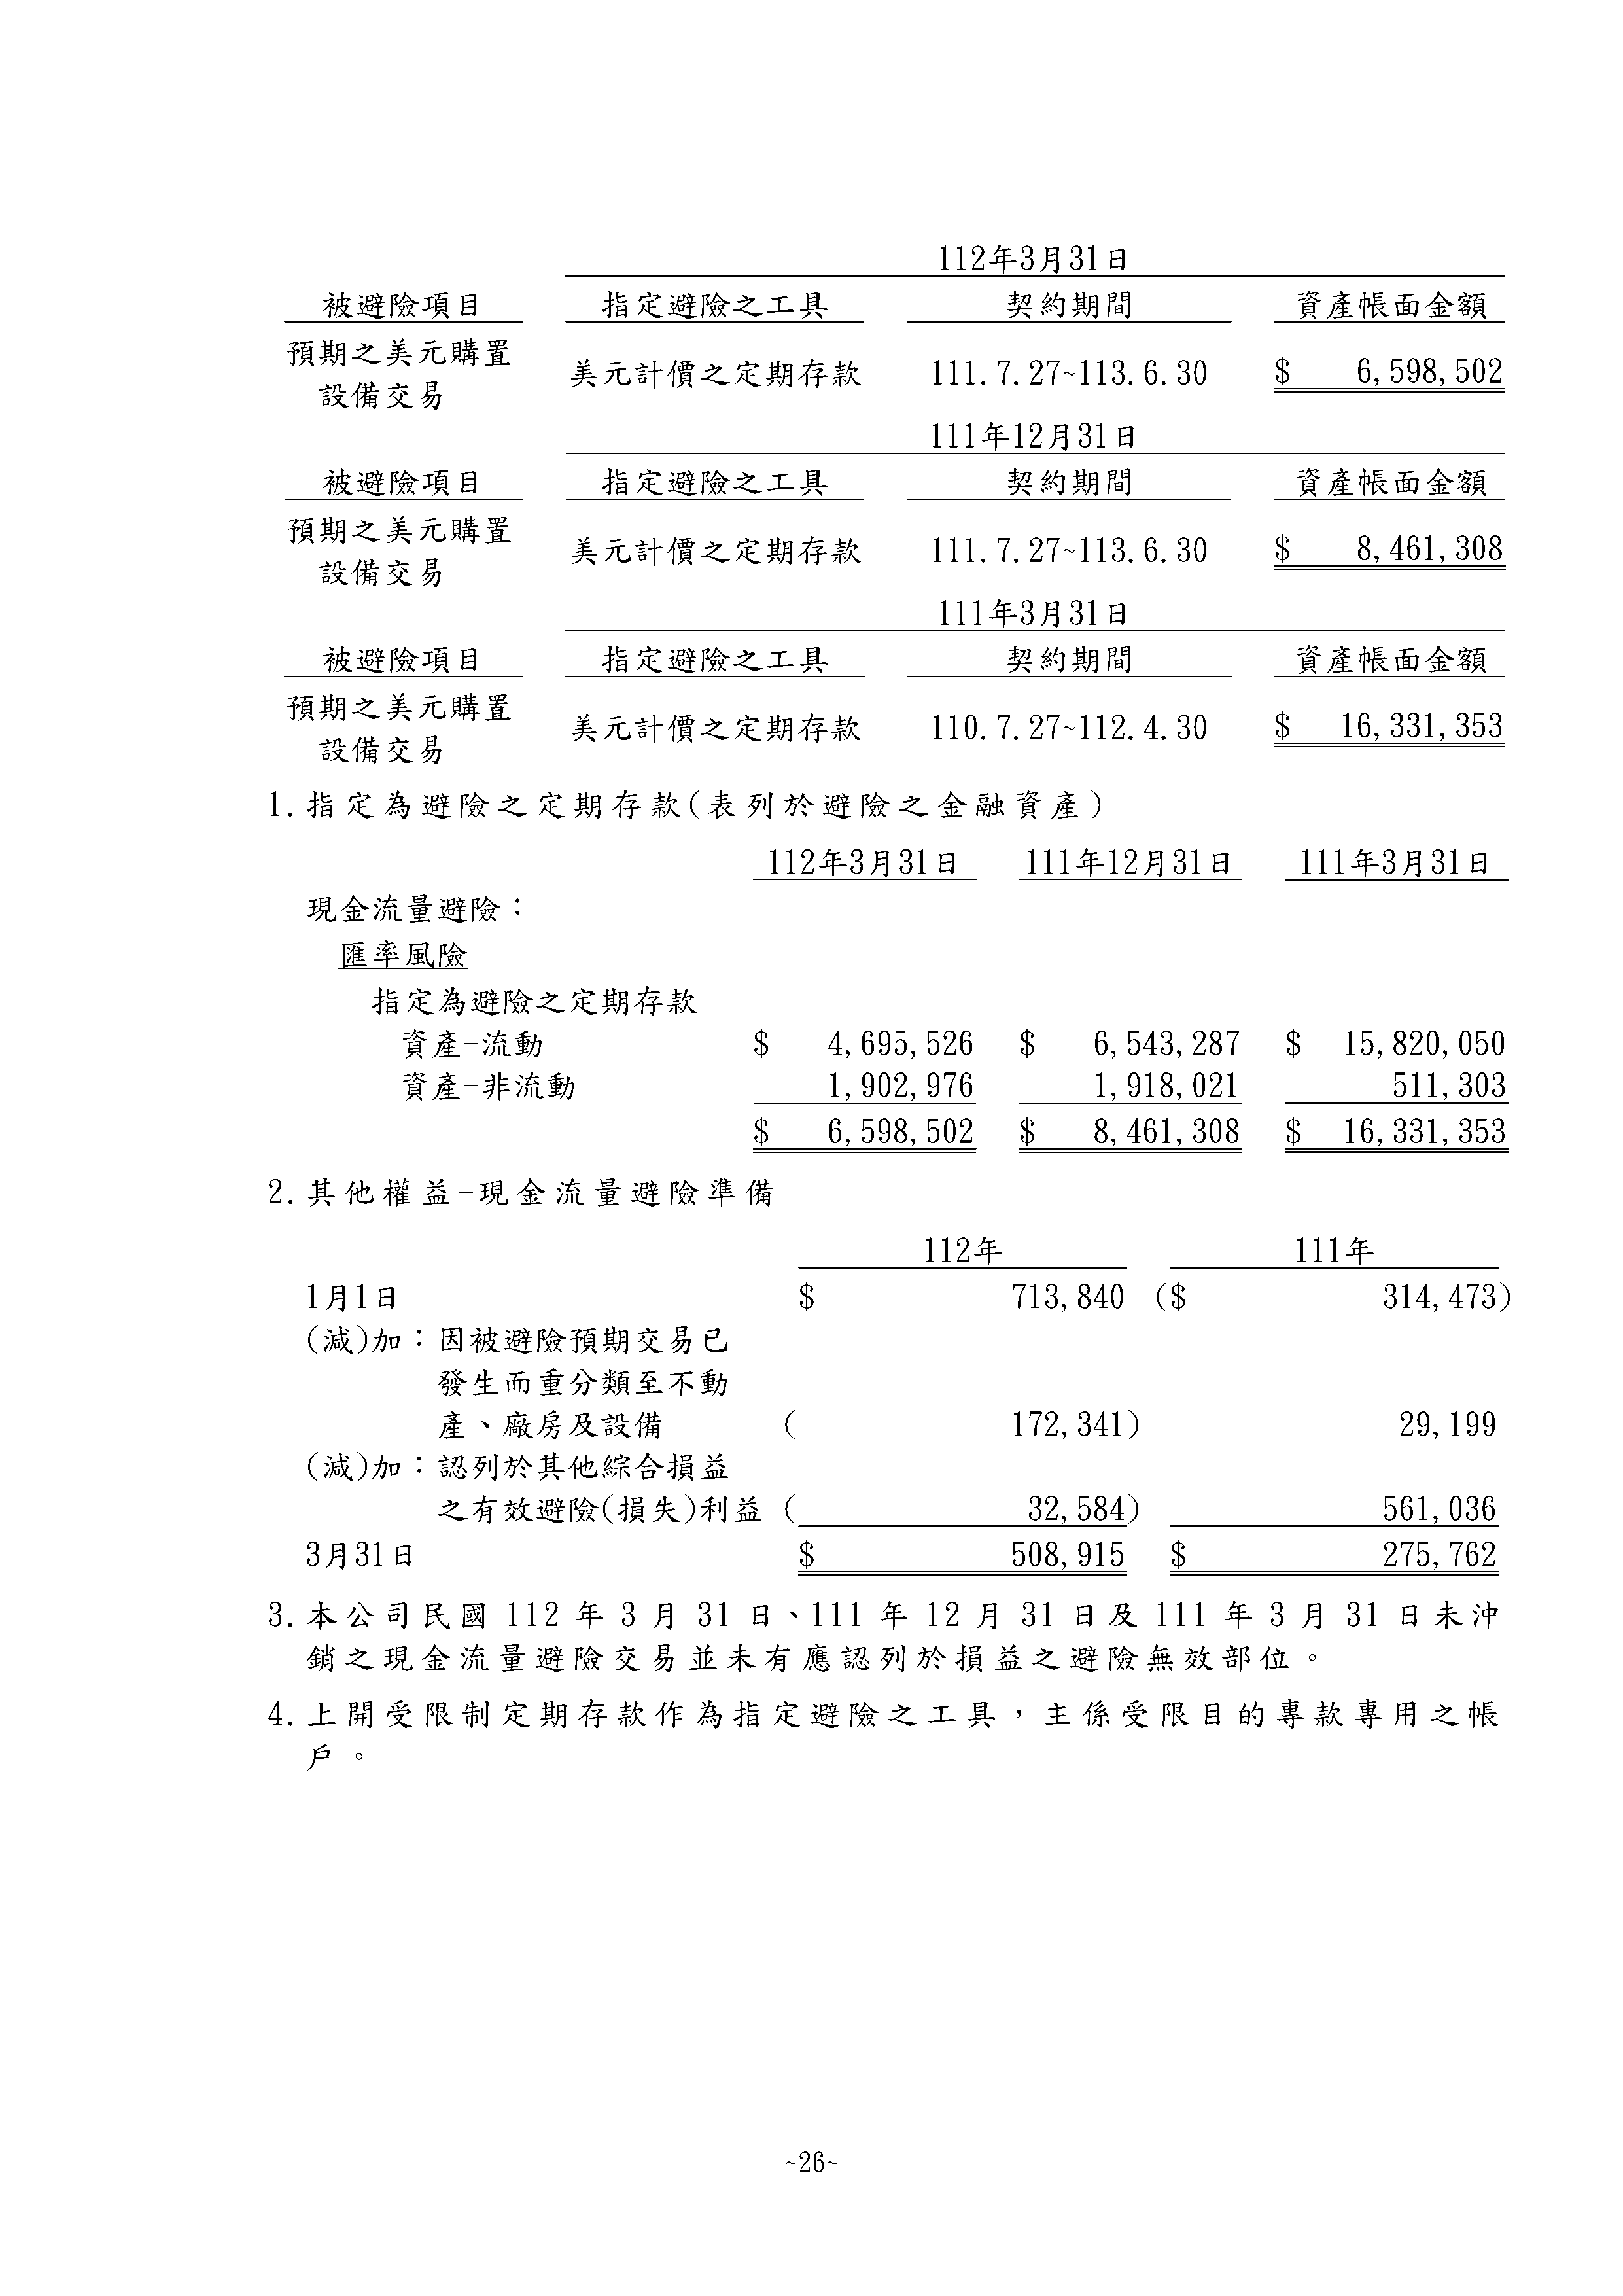 112年3月31日
被避險項目 指定避險之工具 契約期間 資產帳面金額
預期之美元購置
設備交易 美元計價之定期存款 111.7.27~113.6.30 $ 6,598,502
111年12月31日
被避險項目 指定避險之工具 契約期間 資產帳面金額
預期之美元購置
設備交易 美元計價之定期存款 111.7.27~113.6.30 $ 8,461,308
111年3月31日
被避險項目 指定避險之工具 契約期間 資產帳面金額
預期之美元購置
設備交易 美元計價之定期存款 110.7.27~112.4.30 $ 16,331,353
1.指定為避險之定期存款(表列於避險之金融資產)
112年3月31日 111年12月31日 111年3月31日
現金流量避險：
匯率風險
指定為避險之定期存款
資產-流動 $ 4,695,526 $ 6,543,287 $ 15,820,050
資產-非流動 1,902,976 1,918,021 511,303
$ 6,598,502 $ 8,461,308 $ 16,331,353
2.其他權益-現金流量避險準備
112年 111年
1月1日 $ 713,840 ($ 314,473)
(減)加：因被避險預期交易已
發生而重分類至不動
產、廠房及設備 ( 172,341) 29,199
(減)加：認列於其他綜合損益
之有效避險(損失)利益 ( 32,584) 561,036
3月31日 $ 508,915 $ 275,762
3.本公司民國 112 年 3 月 31 日、111 年 12 月 31 日及 111 年 3 月 31 日未沖
銷之現金流量避險交易並未有應認列於損益之避險無效部位。
4.上開受限制定期存款作為指定避險之工具，主係受限目的專款專用之帳
戶。
~26~